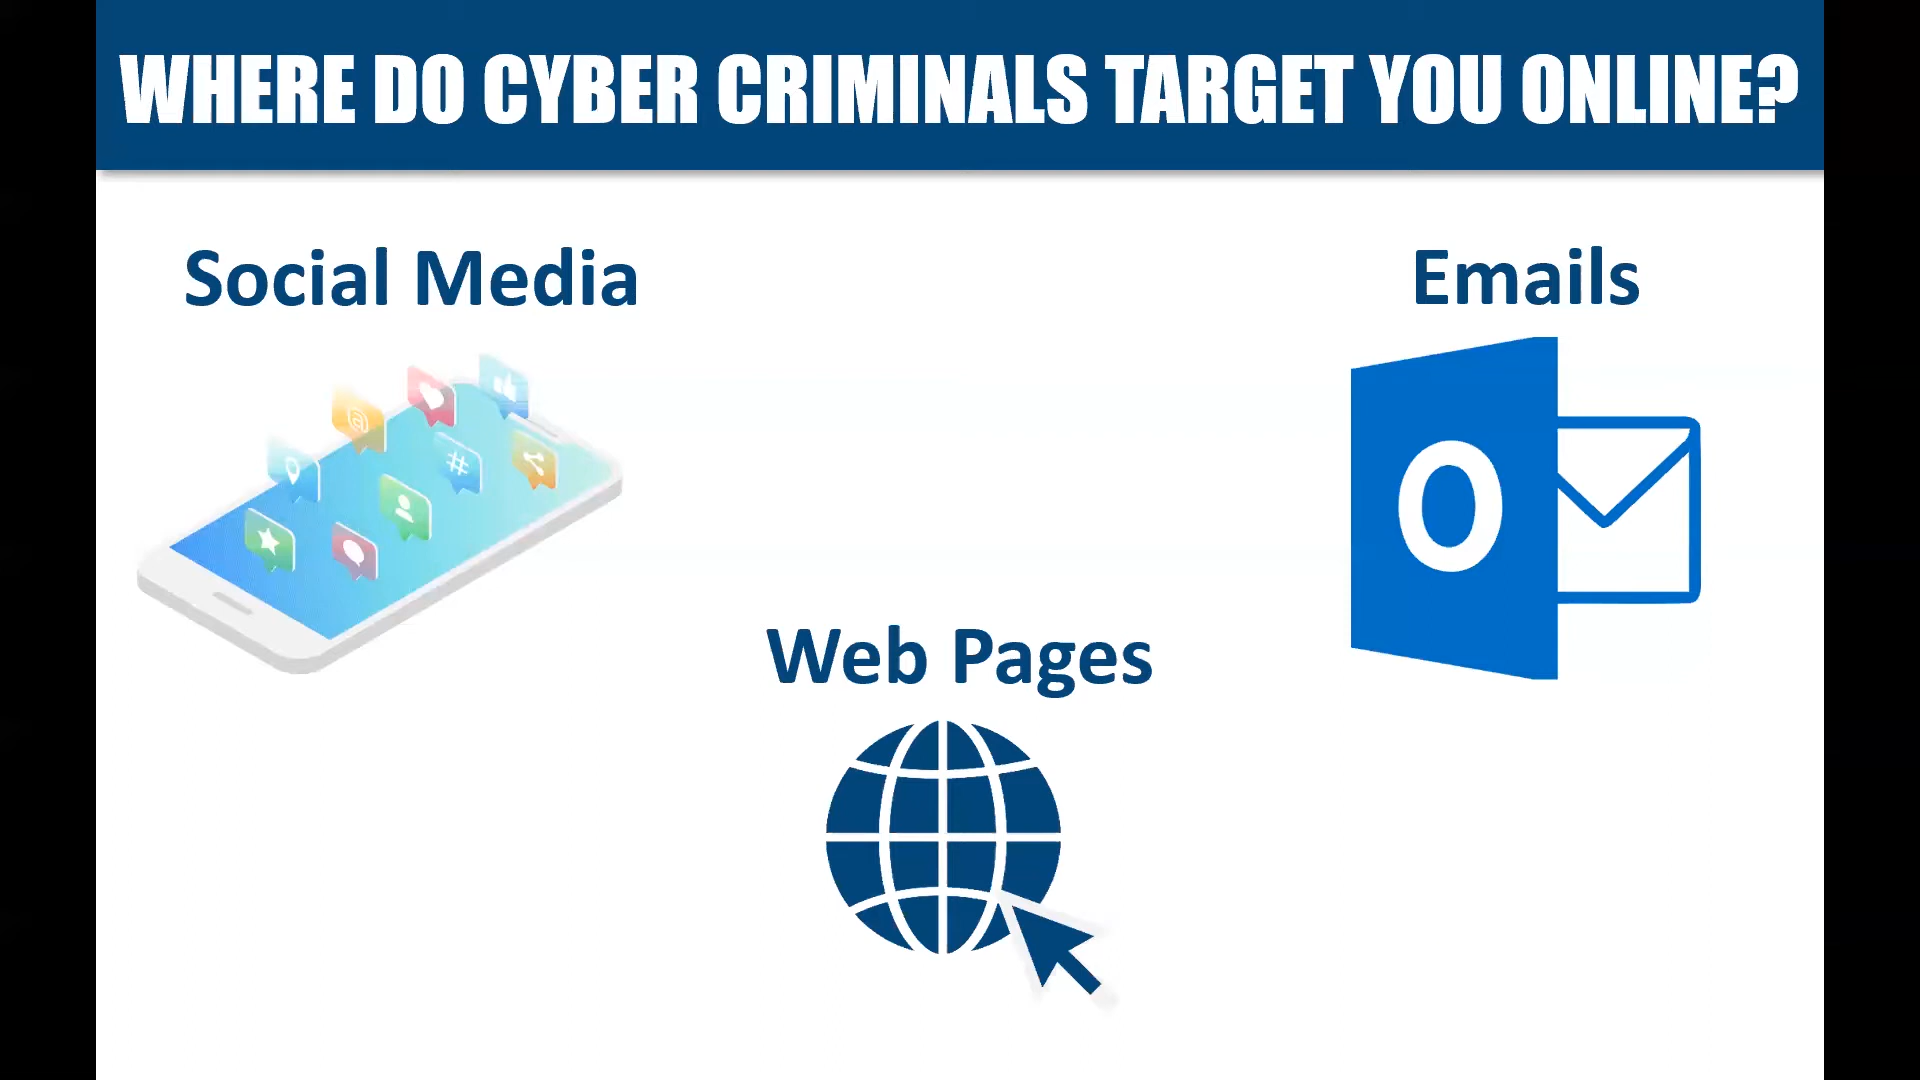 WHERE DO CYBER CRIMINALS TARGET YOU ONLINE?
Social Media
Emails
@
#
O
Web Pages